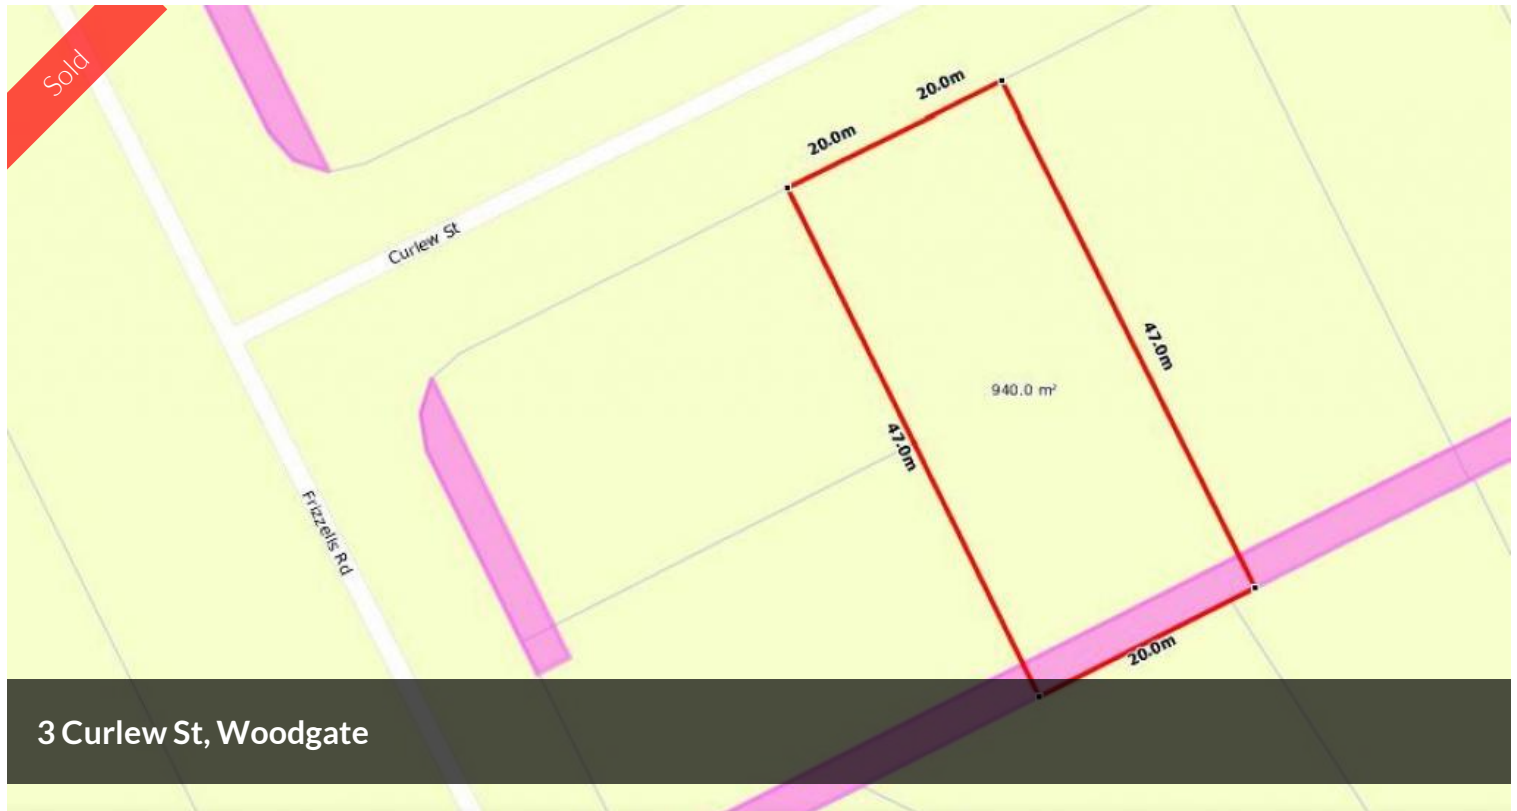 Sold
20.0m
20.0m
Curlew St
47.0m
940.0 m²
47.0m
Frizzells Rd
20.0m
3 Curlew St, Woodgate